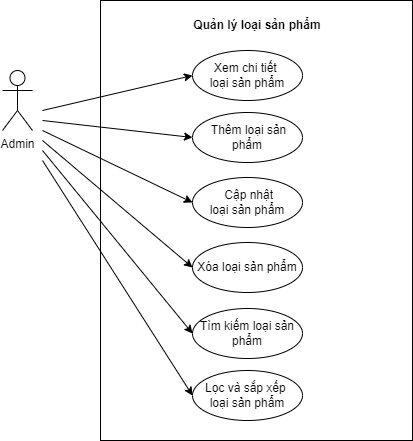 Quản lý loại sản phẩm
Xem chi tiết
loại sản phẩm
Admin
Thêm loại sản
phẩm
Cập nhật
loại sản phẩm
Xóa loại sản phẩm
Tìm kiếm loại sản
phẩm
Lọc và sắp xếp
loại sản phẩm